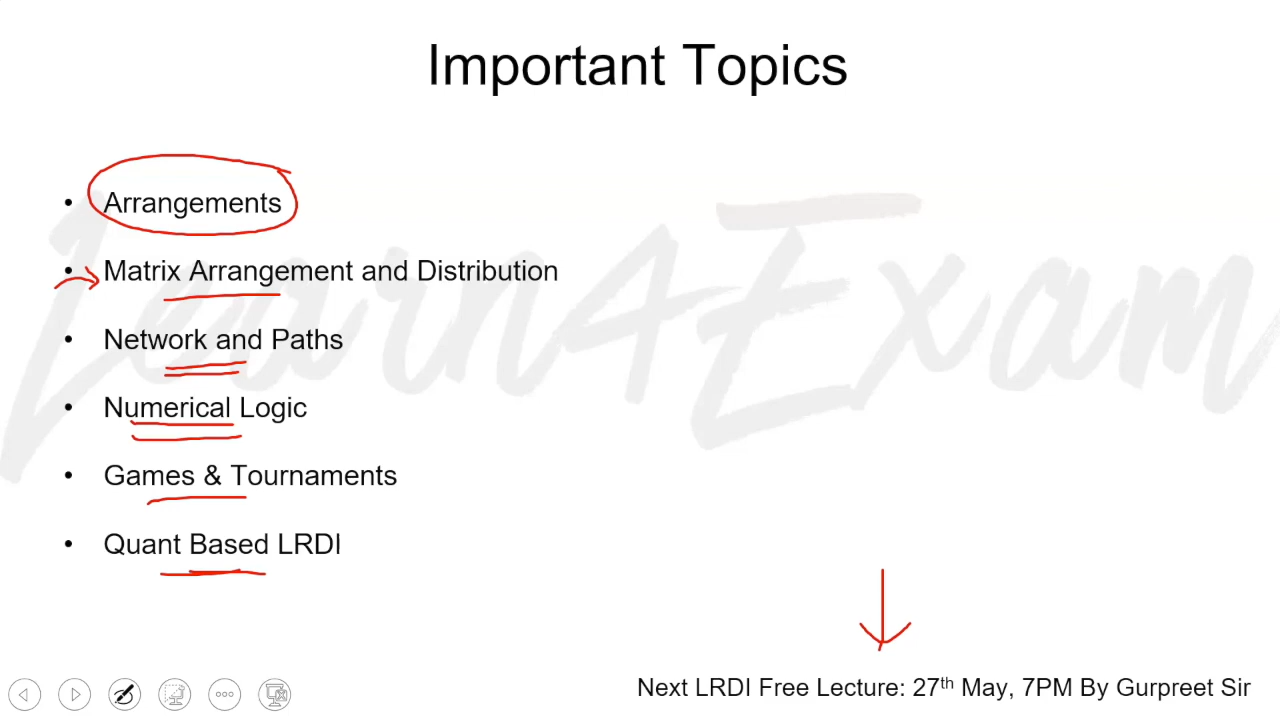 Important Topics
• Arrangements
• Matrix Arrangement and Distribution
• Network and Paths
• Numerical Logic
• Games & Tournaments
• Quant Based LRDI
Learn4Exam
Next LRDI Free Lecture: 27th May, 7PM By Gurpreet Sir